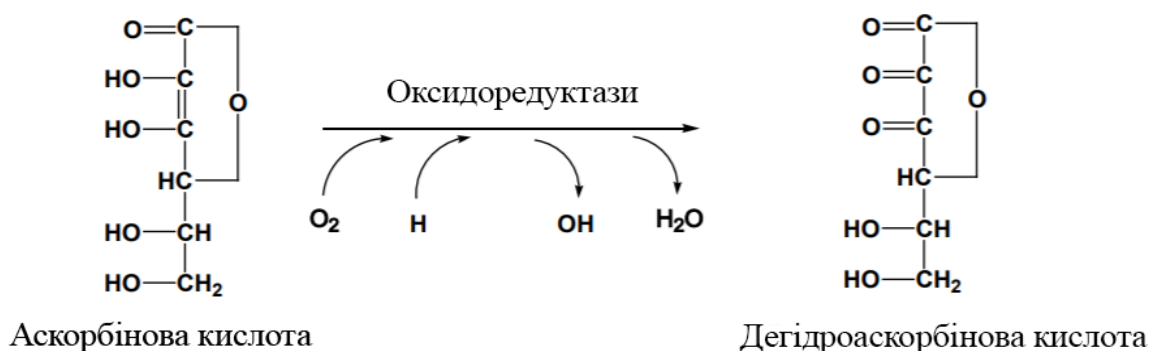 O=C
HO—C
HO—C
O
HC
HO—CH
HO—CH₂
Аскорбінова кислота
Оксидоредуктази
O₂
H
OH
H₂O
O=C
O=C
O=C
O
HC
HO—CH
HO—CH₂
Дегідроаскорбінова кислота